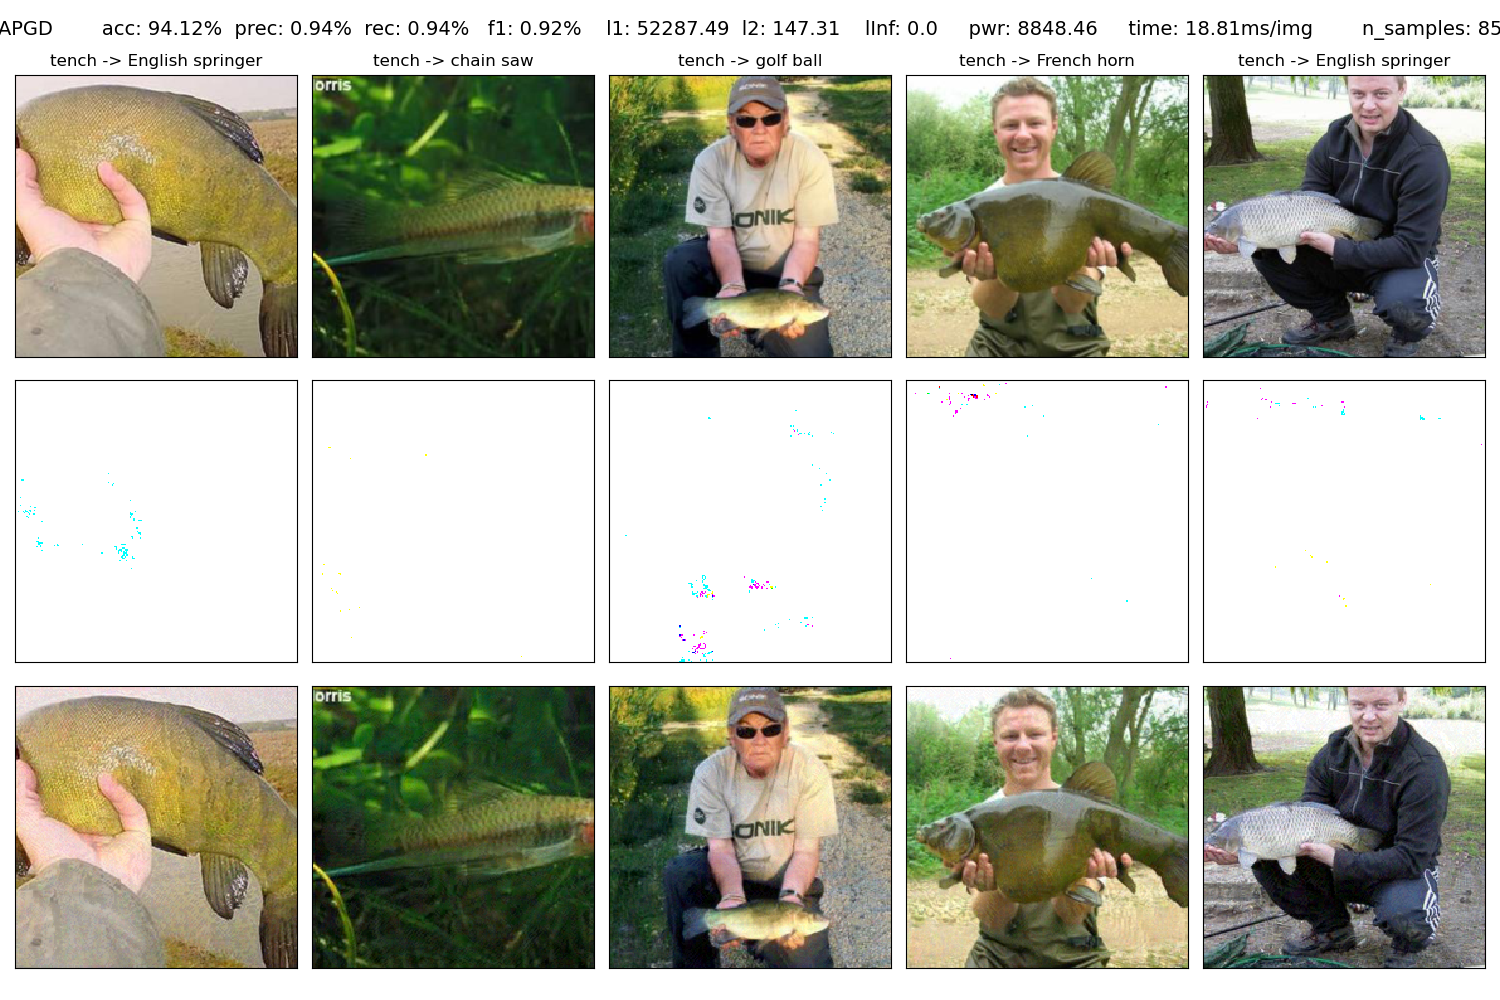 APGD acc: 94.12% prec: 0.94% rec: 0.94% f1: 0.92% l1: 52287.49 l2: 147.31 lInf: 0.0 pwr: 8848.46 time: 18.81ms/img n_samples: 85
tench -> English springer
tench -> chain saw
tench -> golf ball
tench -> French horn
tench -> English springer
orris
ONIK
orris
ONIK